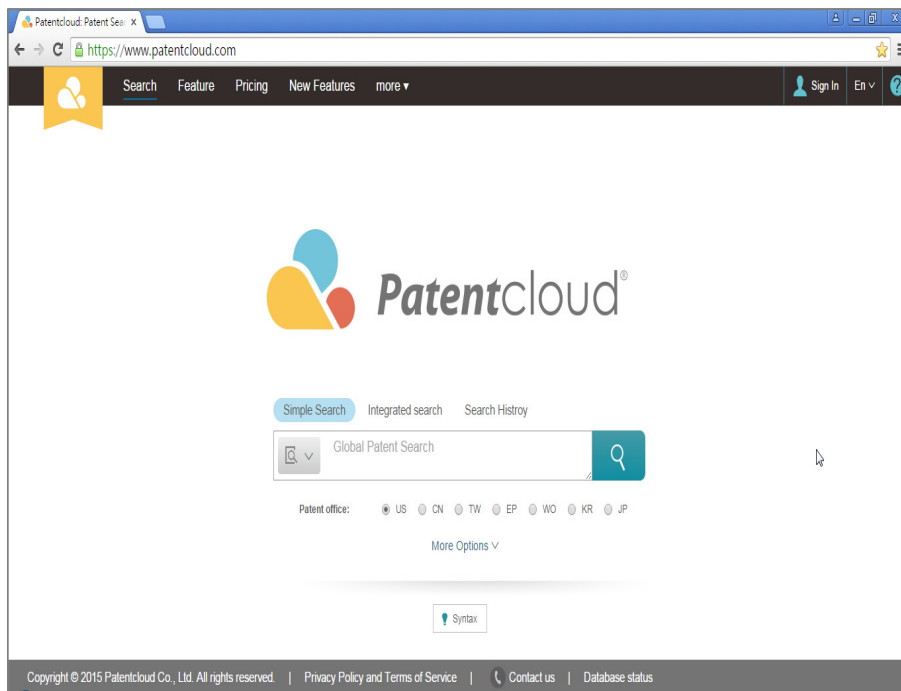 Patentcloud: Patent Sear
https://www.patentcloud.com
Search Feature Pricing New Features more ▾ Sign In En ?
Patentcloud®
Simple Search Integrated search Search Histroy
Global Patent Search
Patent office: US CN TW EP WO KR JP
More Options
Syntax
Copyright © 2015 Patentcloud Co., Ltd. All rights reserved. | Privacy Policy and Terms of Service | Contact us | Database status